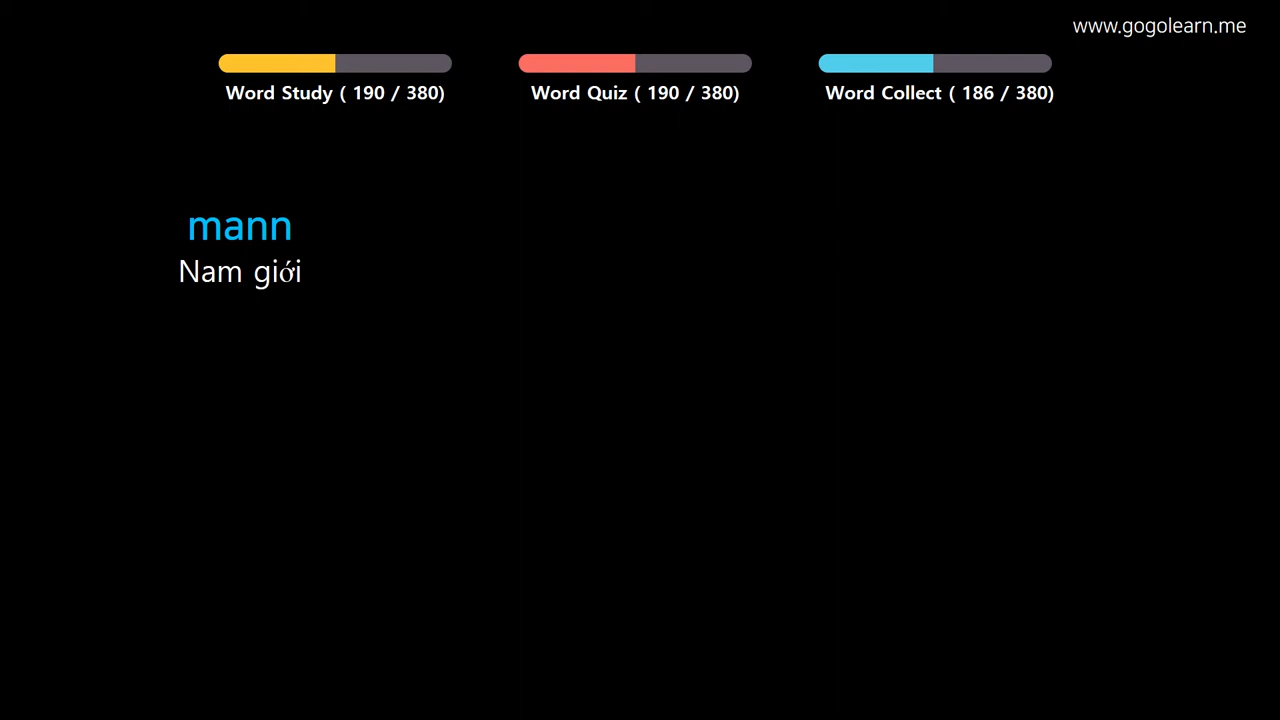 www.gogolearn.me
Word Study ( 190 / 380)
Word Quiz ( 190 / 380)
Word Collect ( 186 / 380)
mann
Nam giới